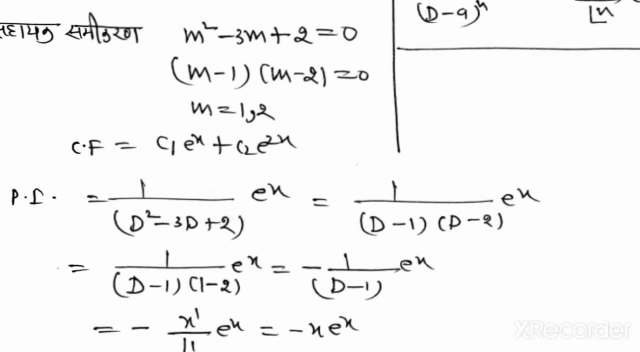 सहायक समीकरण m² - 3m + 2 = 0
(m-1) (m-2) = 0
m = 1, 2
C.F = C₁eˣ + C₂e²ˣ
P.I. = 1/(D² - 3D + 2) eˣ = 1/((D-1) (D-2)) eˣ
= 1/((D-1) (1-2)) eˣ = - 1/(D-1) eˣ
= - x¹/⌊1 eˣ = -xeˣ
(D-a)ⁿ
⌊n
XRecorder